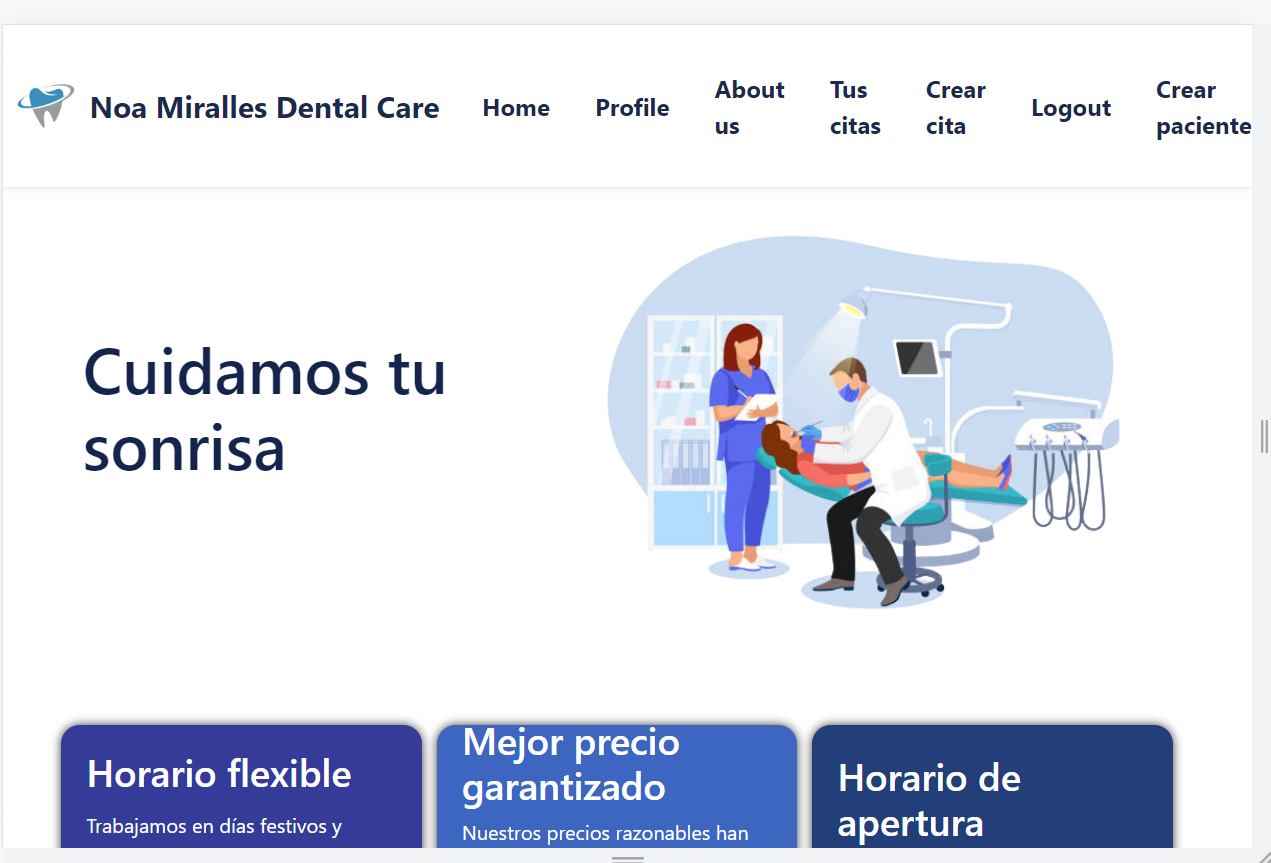 Noa Miralles Dental Care
Home
Profile
About
us
Tus
citas
Crear
cita
Logout
Crear
paciente
Cuidamos tu
sonrisa
Horario flexible
Trabajamos en días festivos y
Mejor precio
garantizado
Nuestros precios razonables han
Horario de
apertura